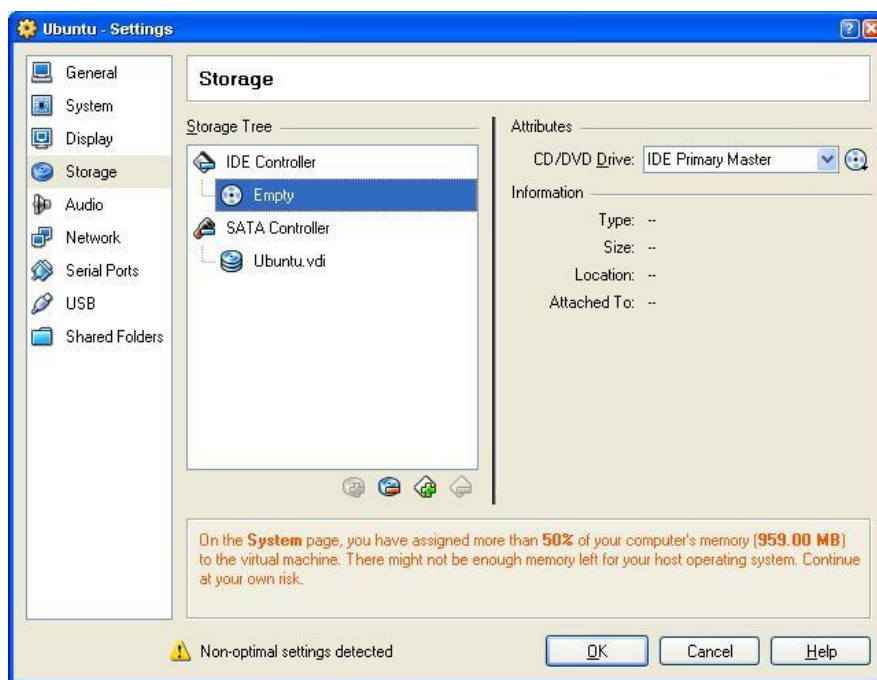 Ubuntu - Settings
General
System
Display
Storage
Audio
Network
Serial Ports
USB
Shared Folders
Storage
Storage Tree
IDE Controller
Empty
SATA Controller
Ubuntu.vdi
Attributes
CD/DVD Drive: IDE Primary Master
Information
Type: --
Size: --
Location: --
Attached To: --
On the System page, you have assigned more than 50% of your computer's memory (959.00 MB)
to the virtual machine. There might not be enough memory left for your host operating system. Continue
at your own risk.
Non-optimal settings detected
OK
Cancel
Help